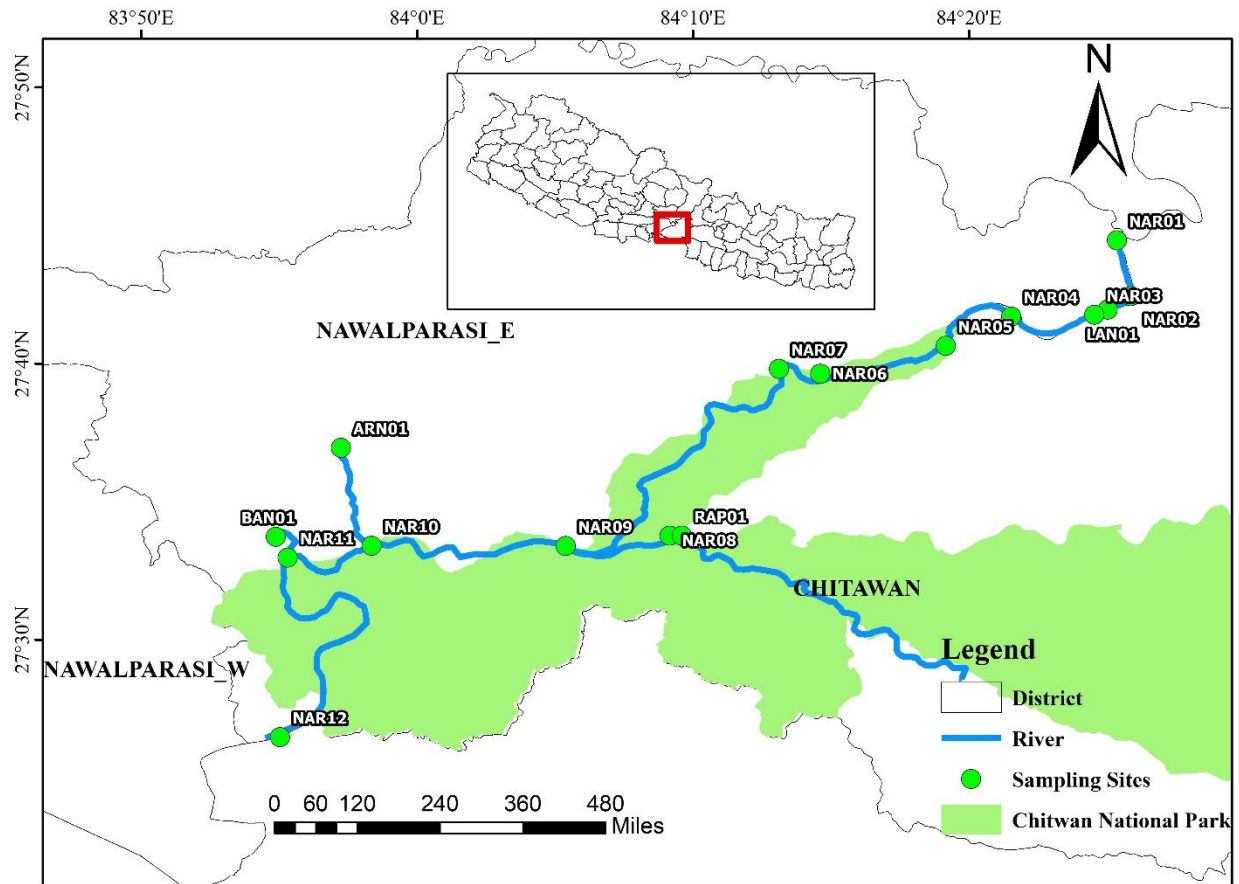 83°50'E 84°0'E 84°10'E 84°20'E
27°50'N
27°40'N
27°30'N
N
NAR01
NAWALPARASI_E
NAR04
NAR03
NAR02
LAN01
NAR05
NAR07
NAR06
ARN01
BAN01
NAR11
NAR10
NAR09
RAP01
NAR08
CHITAWAN
NAWALPARASI_W
NAR12
Legend
District
River
Sampling Sites
Chitwan National Park
0 60 120 240 360 480
Miles